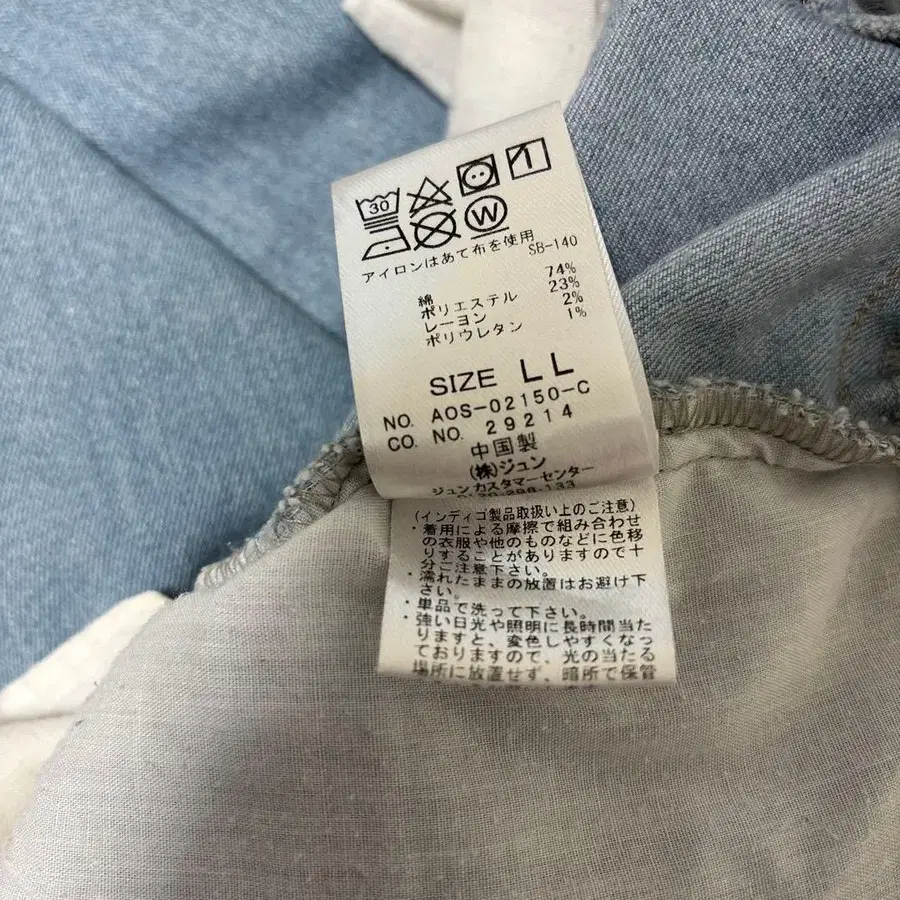 30
W
アイロンはあて布を使用 SB-140
綿 74%
ポリエステル 23%
レーヨン 2%
ポリウレタン 1%
SIZE LL
NO. AOS-02150-C
CO. NO. 29214
中国製
(株)ジュン
ジュンカスタマーセンター
(インディゴ製品取扱い上のご注意)
・着用による摩擦で組み合わせ
の衣服や他のものなどに色移
りすることがありますので十
分ご注意下さい。
・濡れたままの放置はお避け下
さい。
・単品で洗って下さい。
・強い日光や照明に長時間当た
りますと、変色しやすくなっ
ておりますので、光の当たる
場所に放置せず、暗所で保管